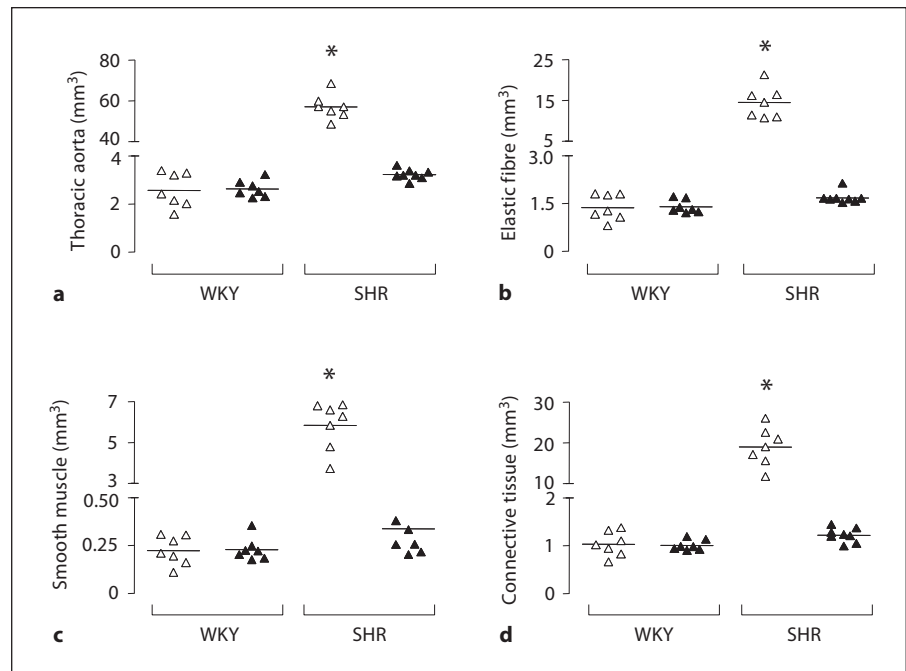 *
80
60
40
4
2
0
Thoracic aorta (mm³)
WKY
SHR
a
*
25
15
5
3.0
1.5
0
Elastic fibre (mm³)
WKY
SHR
b
*
7
5
3
0.50
0.25
0
Smooth muscle (mm³)
WKY
SHR
c
*
30
20
10
2
1
0
Connective tissue (mm³)
WKY
SHR
d